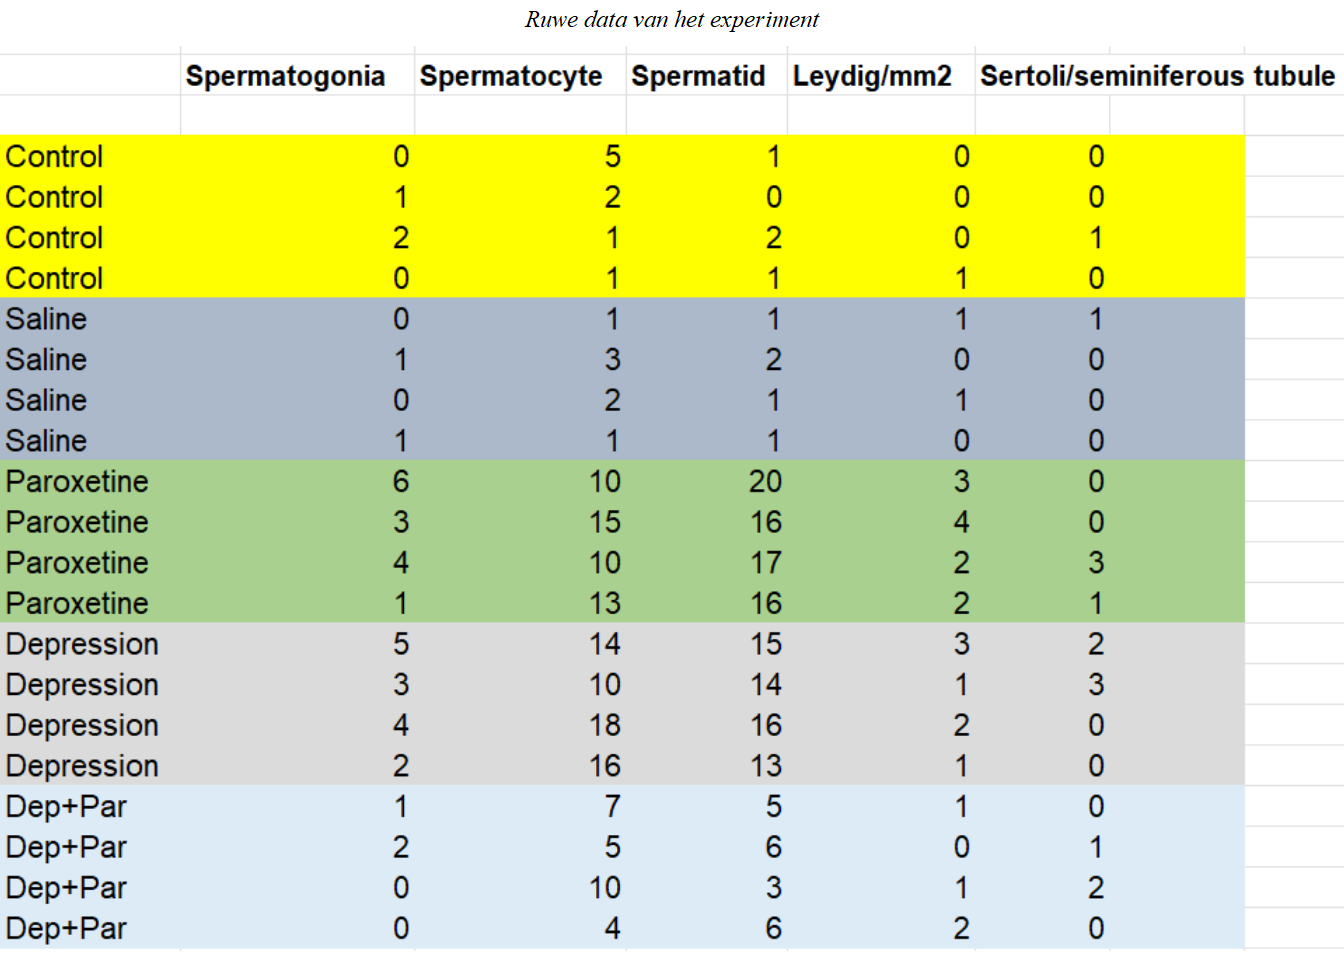 Ruwe data van het experiment
Spermatogonia Spermatocyte Spermatid Leydig/mm2 Sertoli/seminiferous tubule
Control 0 5 1 0 0
Control 1 2 0 0 0
Control 2 1 2 0 1
Control 0 1 1 1 0
Saline 0 1 1 1 1
Saline 1 3 2 0 0
Saline 0 2 1 1 0
Saline 1 1 1 0 0
Paroxetine 6 10 20 3 0
Paroxetine 3 15 16 4 0
Paroxetine 4 10 17 2 3
Paroxetine 1 13 16 2 1
Depression 5 14 15 3 2
Depression 3 10 14 1 3
Depression 4 18 16 2 0
Depression 2 16 13 1 0
Dep+Par 1 7 5 1 0
Dep+Par 2 5 6 0 1
Dep+Par 0 10 3 1 2
Dep+Par 0 4 6 2 0